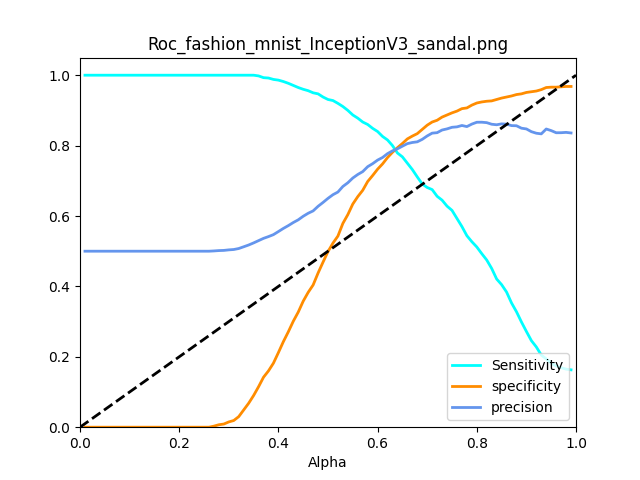 Roc_fashion_mnist_InceptionV3_sandal.png
1.0
0.8
0.6
0.4
0.2
0.0
0.0 0.2 0.4 0.6 0.8 1.0
Alpha
Sensitivity
specificity
precision